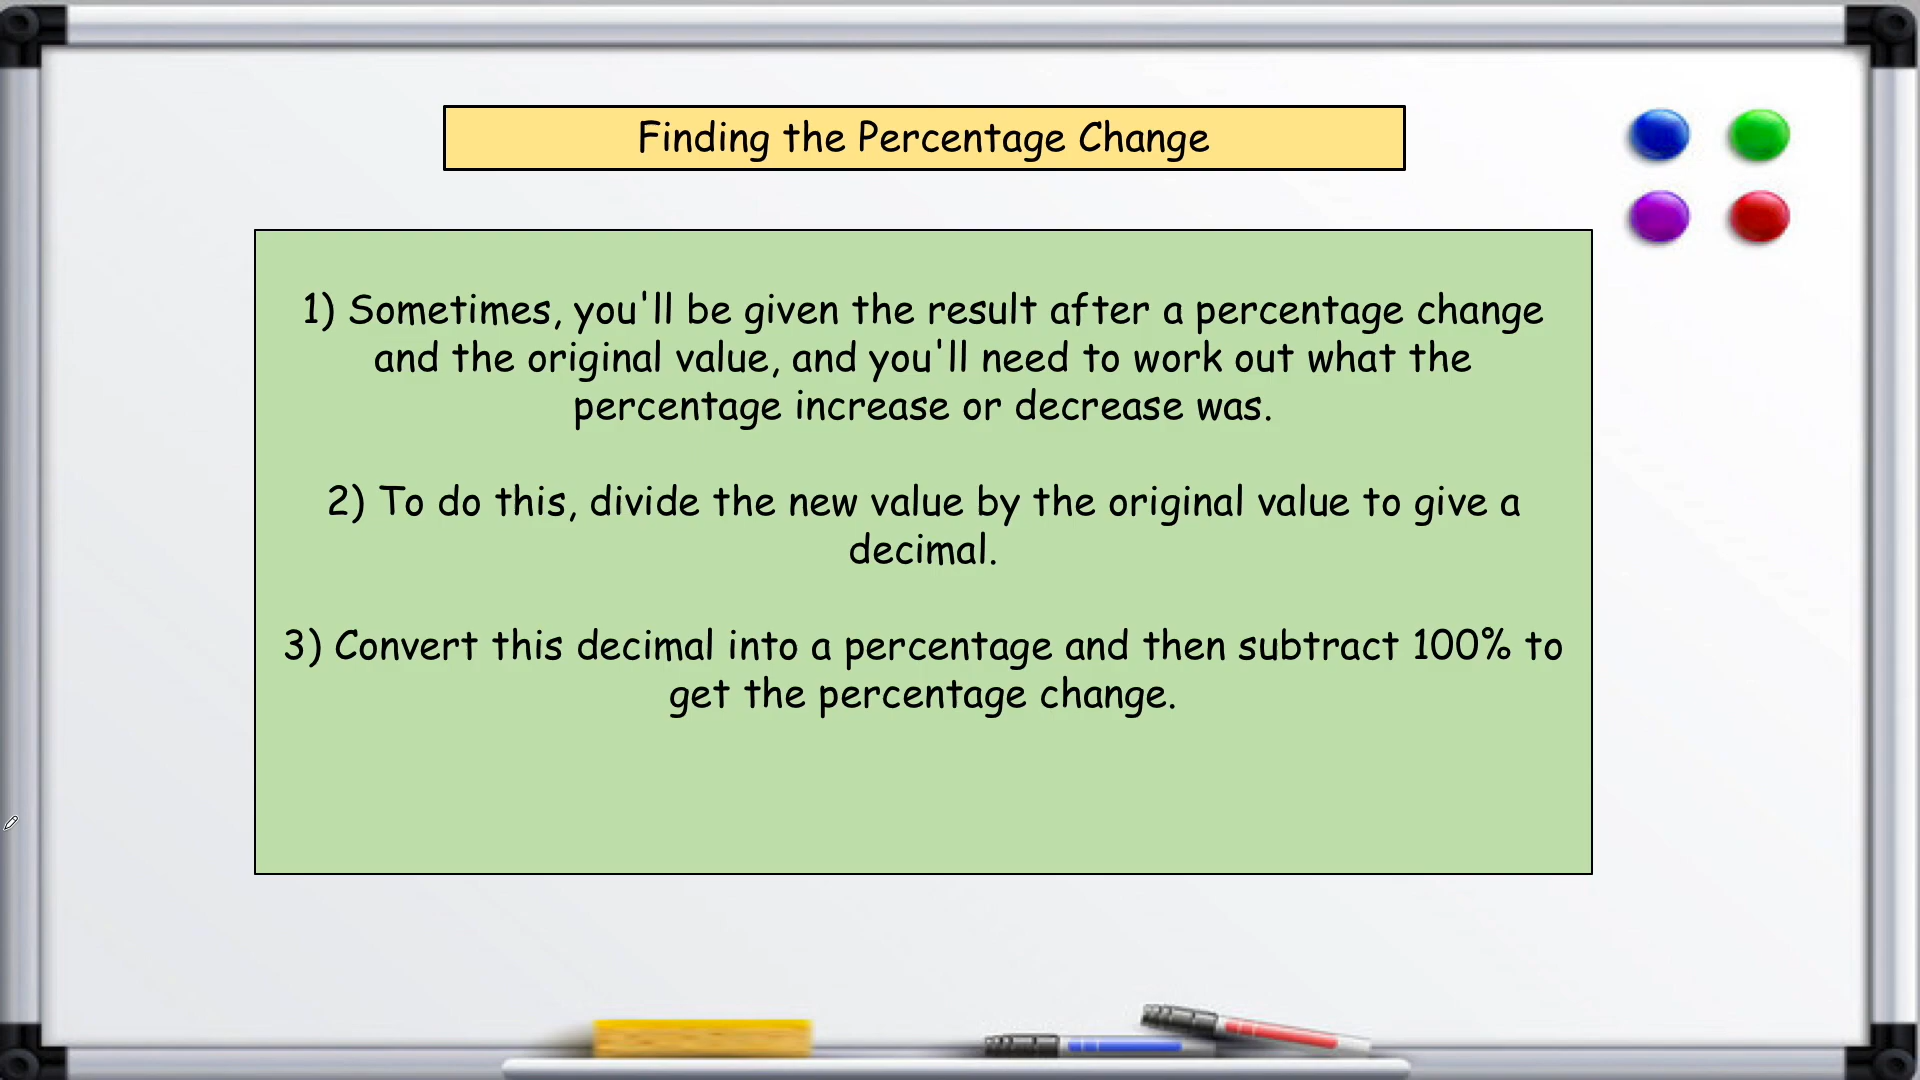 Finding the Percentage Change
1) Sometimes, you'll be given the result after a percentage change
and the original value, and you'll need to work out what the
percentage increase or decrease was.
2) To do this, divide the new value by the original value to give a
decimal.
3) Convert this decimal into a percentage and then subtract 100% to
get the percentage change.